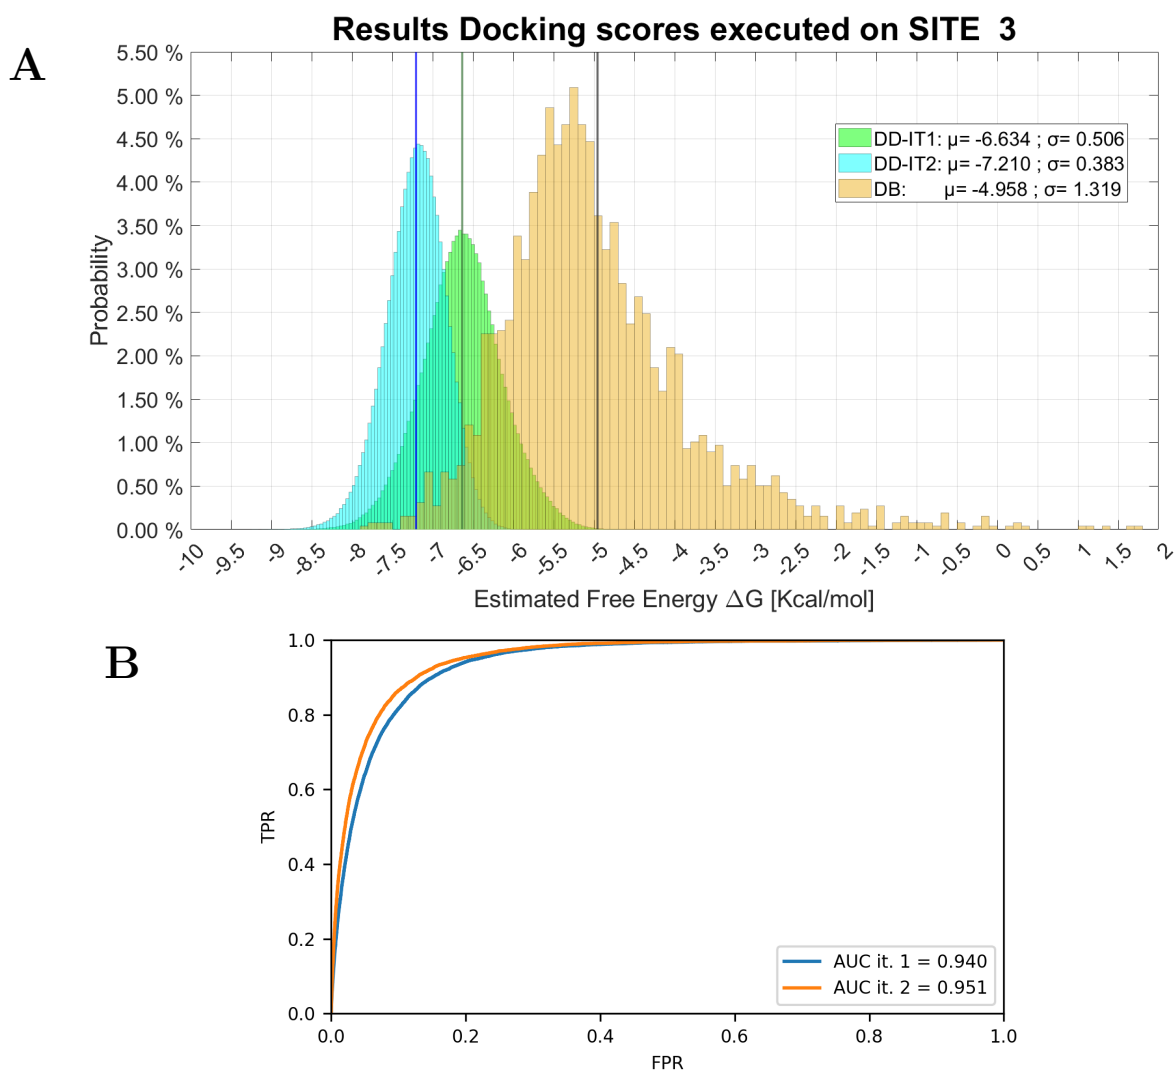 A
Results Docking scores executed on SITE  3
5.50 %
5.00 %
4.50 %
4.00 %
3.50 %
3.00 %
2.50 %
2.00 %
1.50 %
1.00 %
0.50 %
0.00 %
Probability
DD-IT1: μ= -6.634 ; σ= 0.506
DD-IT2: μ= -7.210 ; σ= 0.383
DB: μ= -4.958 ; σ= 1.319
-10 -9.5 -9 -8.5 -8 -7.5 -7 -6.5 -6 -5.5 -5 -4.5 -4 -3.5 -3 -2.5 -2 -1.5 -1 -0.5 0 0.5 1 1.5 2
Estimated Free Energy ΔG [Kcal/mol]
B
1.0
0.8
0.6
0.4
0.2
0.0
TPR
AUC it. 1 = 0.940
AUC it. 2 = 0.951
0.0 0.2 0.4 0.6 0.8 1.0
FPR